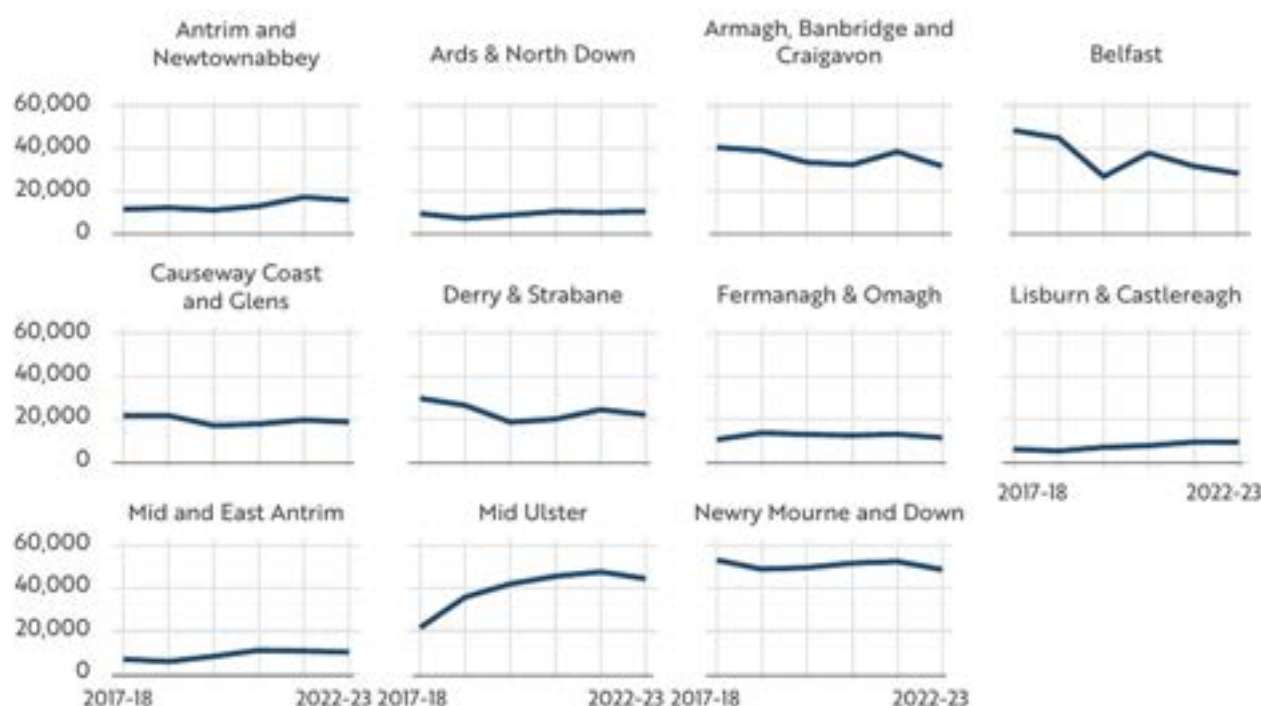 Antrim and
Newtownabbey
Ards & North Down
Armagh, Banbridge and
Craigavon
Belfast
60,000
40,000
20,000
0
Causeway Coast
and Glens
Derry & Strabane
Fermanagh & Omagh
Lisburn & Castlereagh
60,000
40,000
20,000
0
2017-18
2022-23
Mid and East Antrim
Mid Ulster
Newry Mourne and Down
60,000
40,000
20,000
0
2017-18
2022-23
2017-18
2022-23
2017-18
2022-23